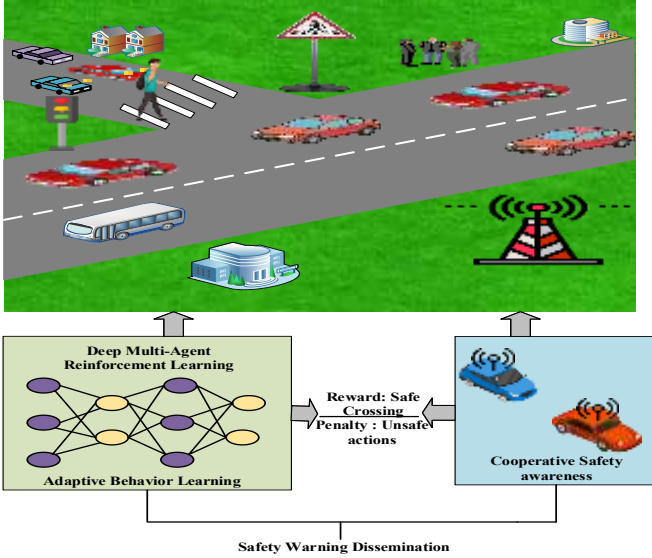 Deep Multi-Agent
Reinforcement Learning
Adaptive Behavior Learning
Reward: Safe
Crossing
Penalty : Unsafe
actions
Cooperative Safety
awareness
Safety Warning Dissemination